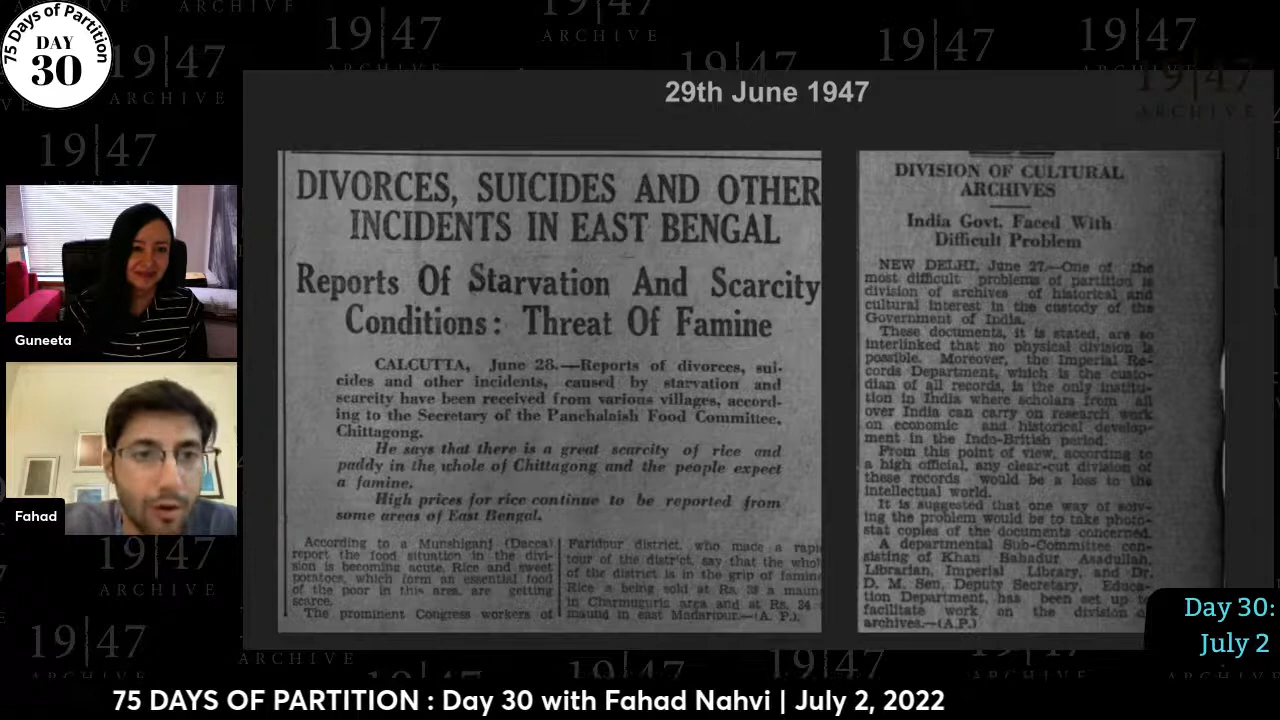 75 Days of Partition
DAY
30
19|47
ARCHIVE
29th June 1947
DIVORCES, SUICIDES AND OTHER
INCIDENTS IN EAST BENGAL
Reports Of Starvation And Scarcity
Conditions: Threat Of Famine
CALCUTTA, June 28.—Reports of divorces, sui-
cides and other incidents, caused by starvation and
scarcity have been received from various villages, accord-
ing to the Secretary of the Panchalaish Food Committee,
Chittagong.
He says that there is a great scarcity of rice and
paddy in the whole of Chittagong and the people expect
a famine.
High prices for rice continue to be reported from
some areas of East Bengal.
According to a Munshiganj (Dacca)
report the food situation in the divi-
sion is becoming acute. Rice and sweet
potatoes, which form an essential food
of the poor in this area, are getting
scarce.
The prominent Congress workers of
Faridpur district, who made a rapi
tour of the district, say that the whol
of the district is in the grip of famine
Rice is being sold at Rs. a maun
in Charmuguria area and at Rs. 34
maund in east Madaripur.—(A. P.).
DIVISION OF CULTURAL
ARCHIVES
India Govt. Faced With
Difficult Problem
NEW DELHI, June 27.—One of the
most difficult problems of partition is
division of archives of historical and
cultural interest in the custody of the
Government of India.
These documents, it is stated, are so
interlinked that no physical division is
possible. Moreover, the Imperial Re-
cords Department, which is the custo-
dian of all records, is the only institu-
tion in India where scholars from all
over India can carry on research work
on economic and historical develop-
ment in the Indo-British period.
From this point of view, according to
a high official, any clear-cut division of
these records would be a loss to the
intellectual world.
It is suggested that one way of solv-
ing the problem would be to take photo-
stat copies of the documents concerned.
A departmental Sub-Committee con-
sisting of Khan Bahadur Asadullah,
Librarian, Imperial Library, and Dr.
D. M. Sen, Deputy Secretary, Educa-
tion Department, has been set up t
facilitate work on the division o
archives.—(A.P.)
Guneeta
Fahad
Day 30:
July 2
75 DAYS OF PARTITION : Day 30 with Fahad Nahvi | July 2, 2022